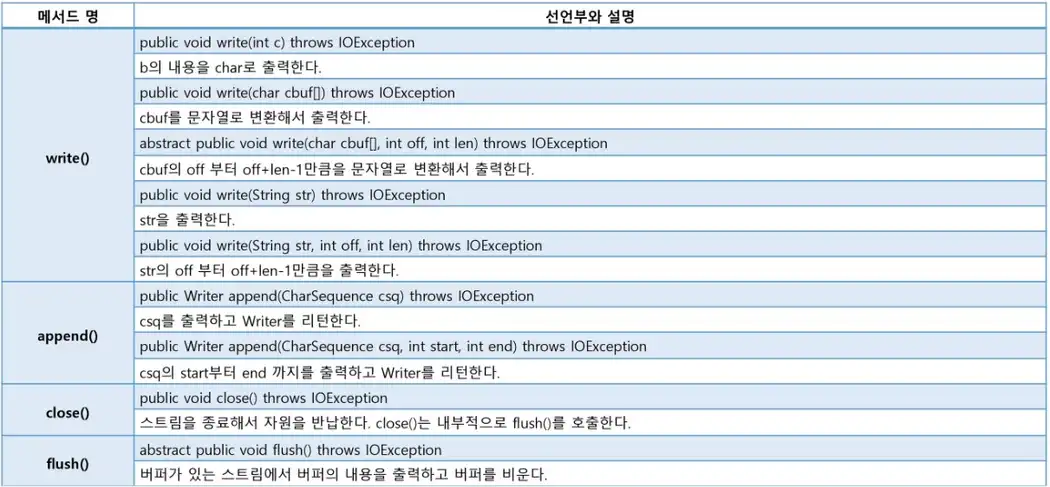 메서드 명
선언부와 설명
write()
public void write(int c) throws IOException
b의 내용을 char로 출력한다.
public void write(char cbuf[]) throws IOException
cbuf를 문자열로 변환해서 출력한다.
abstract public void write(char cbuf[], int off, int len) throws IOException
cbuf의 off 부터 off+len-1만큼을 문자열로 변환해서 출력한다.
public void write(String str) throws IOException
str을 출력한다.
public void write(String str, int off, int len) throws IOException
str의 off 부터 off+len-1만큼을 출력한다.
append()
public Writer append(CharSequence csq) throws IOException
csq를 출력하고 Writer를 리턴한다.
public Writer append(CharSequence csq, int start, int end) throws IOException
csq의 start부터 end 까지를 출력하고 Writer를 리턴한다.
close()
public void close() throws IOException
스트림을 종료해서 자원을 반납한다. close()는 내부적으로 flush()를 호출한다.
flush()
abstract public void flush() throws IOException
버퍼가 있는 스트림에서 버퍼의 내용을 출력하고 버퍼를 비운다.